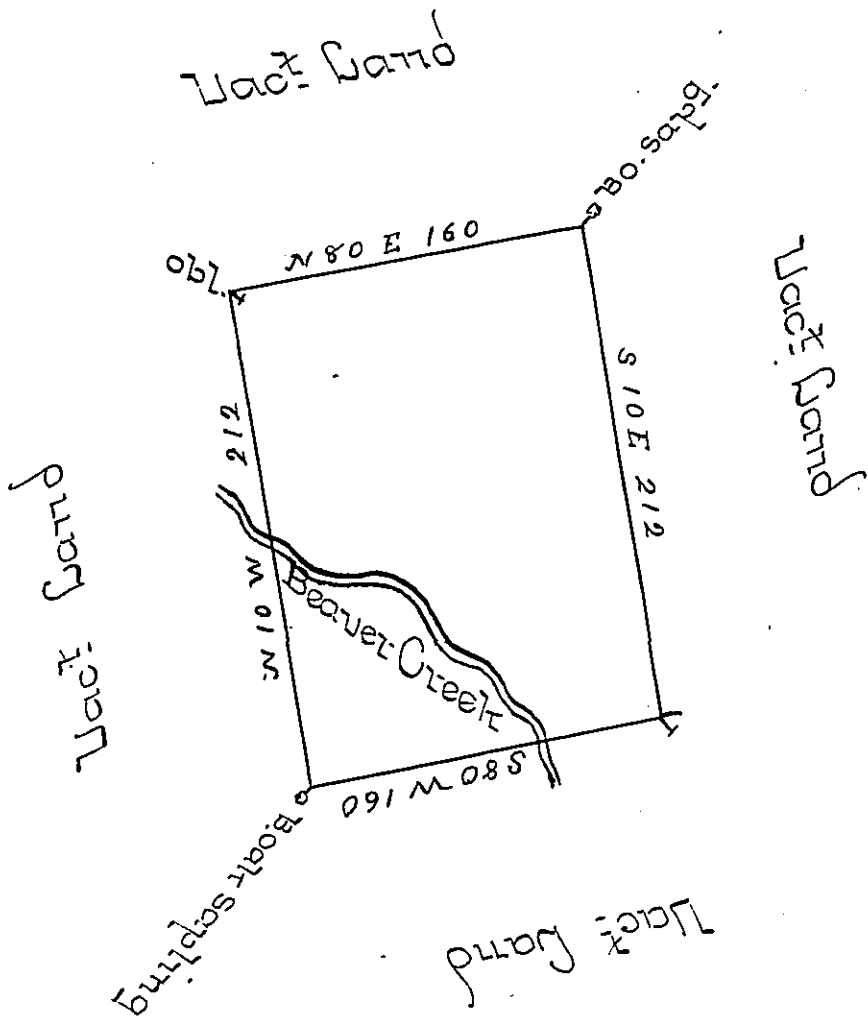 Vact. Land
Bo. sapg.
N 80 E 160
Vact. Land
S 10 E 212
212
N 10 W
Vact. Land
Beaver Creek
S 80 W 160
B.oak sapling
Vact. Land